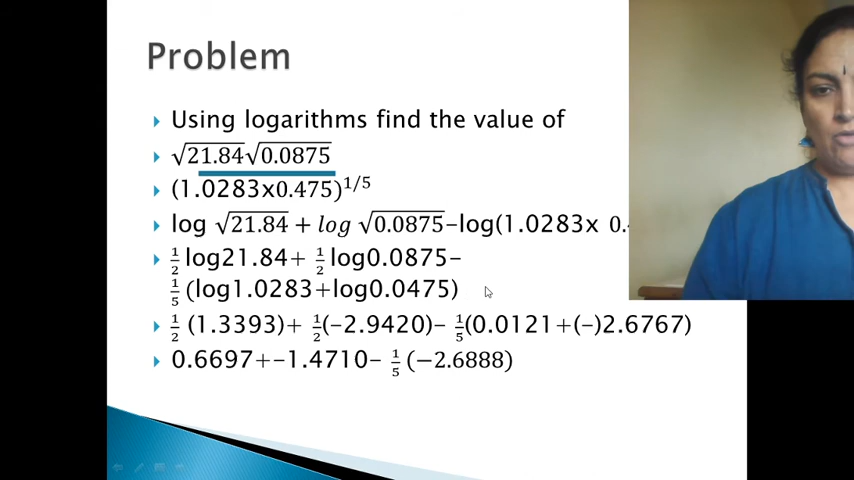 Problem
Using logarithms find the value of
√21.84√0.0875
(1.0283x0.475)^1/5
log √21.84 + log √0.0875–log(1.0283x 0.
1/2 log21.84+ 1/2 log0.0875–
1/5 (log1.0283+log0.0475)
1/2 (1.3393)+ 1/2(–2.9420)– 1/5(0.0121+(–)2.6767)
0.6697+–1.4710– 1/5 (−2.6888)